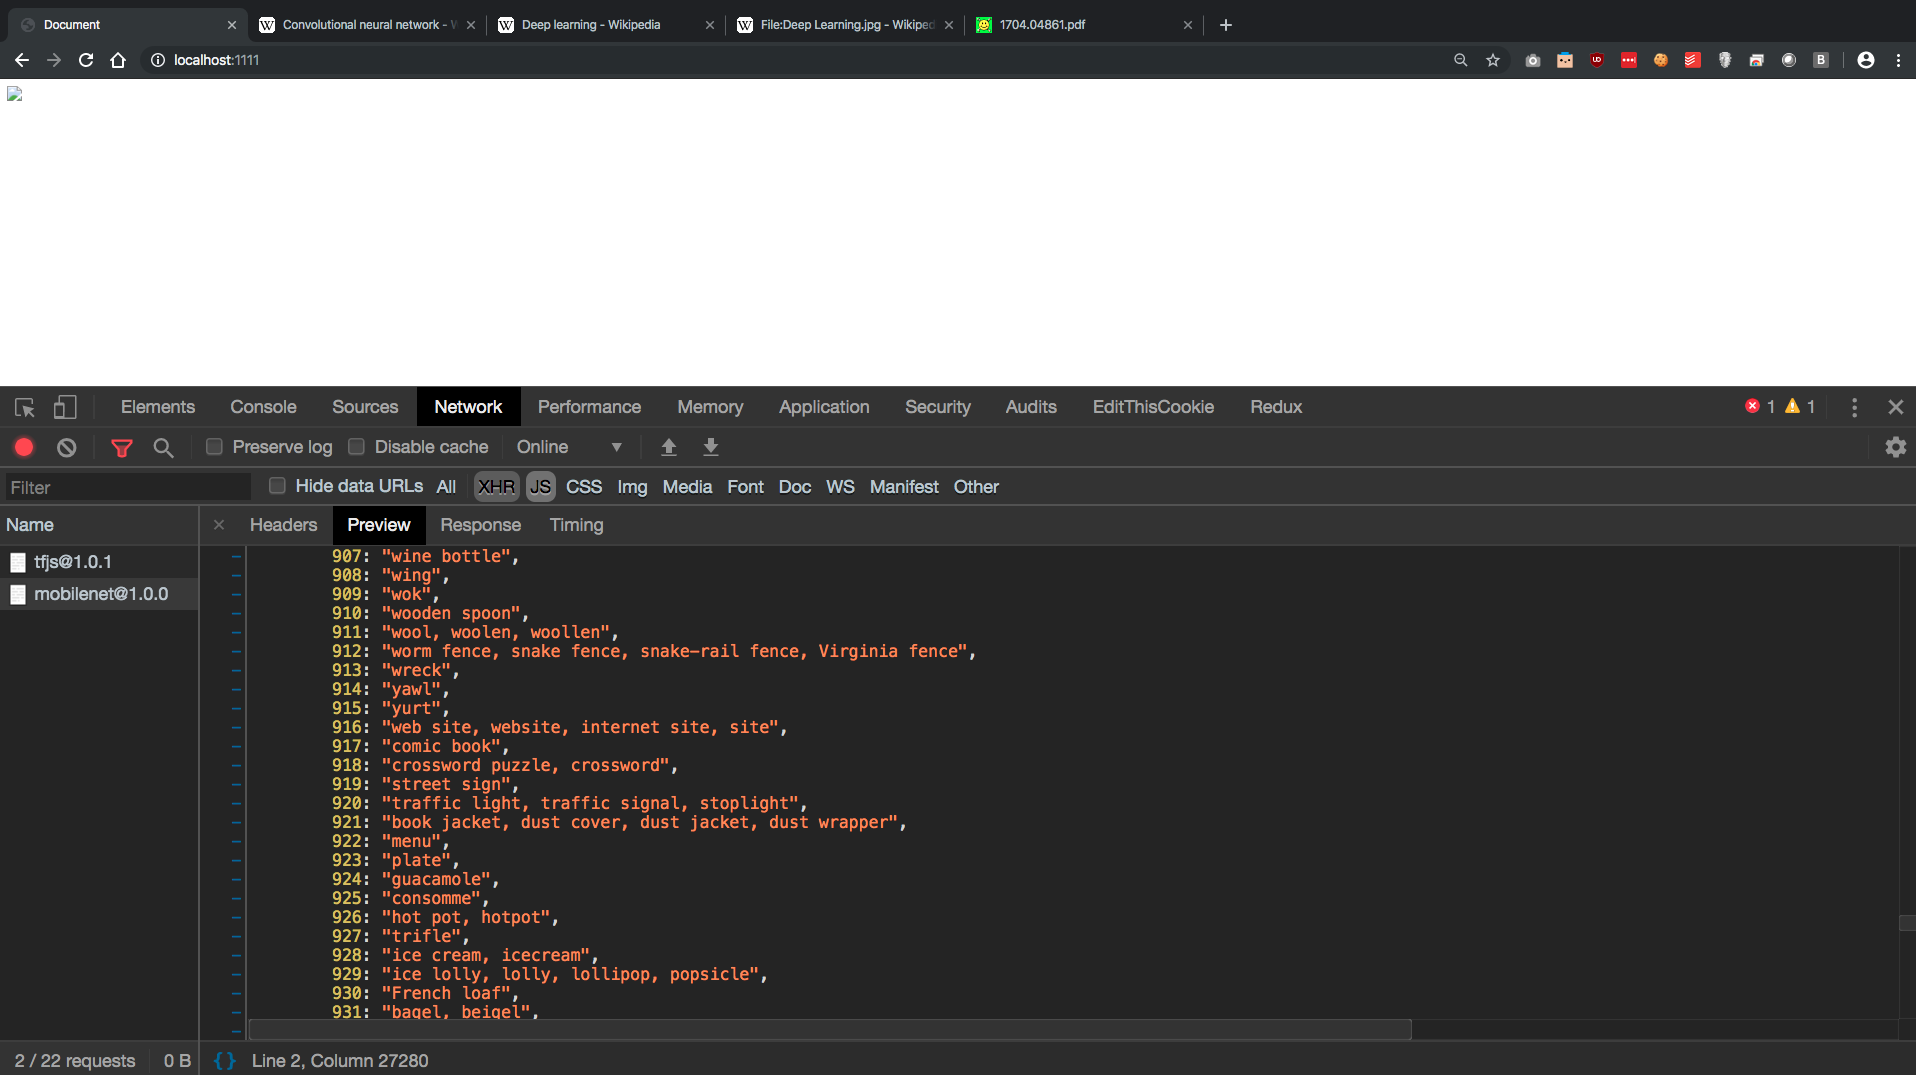 Document
Convolutional neural network - W
Deep learning - Wikipedia
File:Deep Learning.jpg - Wikiped
1704.04861.pdf
localhost:1111
Elements Console Sources Network Performance Memory Application Security Audits EditThisCookie Redux 1 1
Preserve log Disable cache Online
Filter Hide data URLs All XHR JS CSS Img Media Font Doc WS Manifest Other
Name Headers Preview Response Timing
tfjs@1.0.1
mobilenet@1.0.0
907: "wine bottle",
908: "wing",
909: "wok",
910: "wooden spoon",
911: "wool, woolen, woollen",
912: "worm fence, snake fence, snake-rail fence, Virginia fence",
913: "wreck",
914: "yawl",
915: "yurt",
916: "web site, website, internet site, site",
917: "comic book",
918: "crossword puzzle, crossword",
919: "street sign",
920: "traffic light, traffic signal, stoplight",
921: "book jacket, dust cover, dust jacket, dust wrapper",
922: "menu",
923: "plate",
924: "guacamole",
925: "consomme",
926: "hot pot, hotpot",
927: "trifle",
928: "ice cream, icecream",
929: "ice lolly, lolly, lollipop, popsicle",
930: "French loaf",
931: "bagel, beigel",
2 / 22 requests 0 B {} Line 2, Column 27280